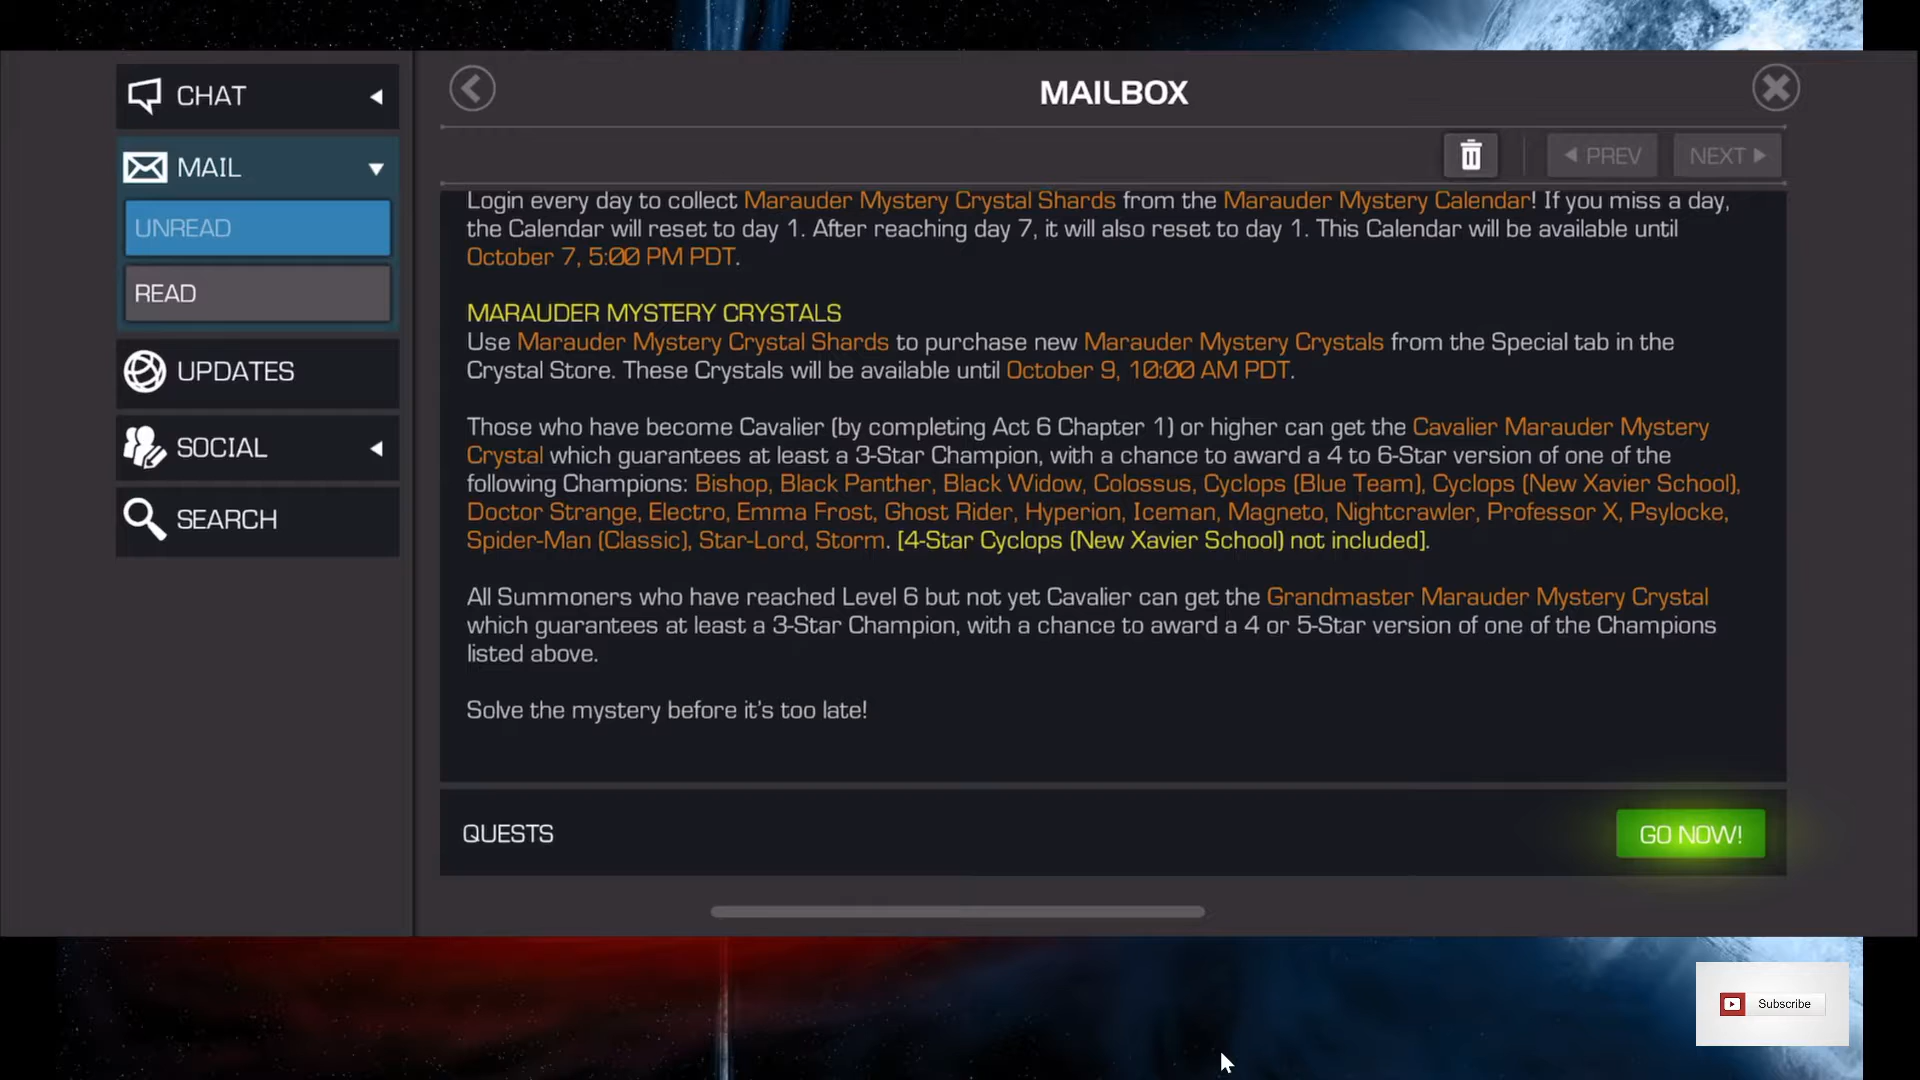 CHAT
MAIL
UNREAD
READ
UPDATES
SOCIAL
SEARCH
MAILBOX
PREV
NEXT
Login every day to collect Marauder Mystery Crystal Shards from the Marauder Mystery Calendar! If you miss a day,
the Calendar will reset to day 1. After reaching day 7, it will also reset to day 1. This Calendar will be available until
October 7, 5:00 PM PDT.
MARAUDER MYSTERY CRYSTALS
Use Marauder Mystery Crystal Shards to purchase new Marauder Mystery Crystals from the Special tab in the
Crystal Store. These Crystals will be available until October 9, 10:00 AM PDT.
Those who have become Cavalier (by completing Act 6 Chapter 1) or higher can get the Cavalier Marauder Mystery
Crystal which guarantees at least a 3-Star Champion, with a chance to award a 4 to 6-Star version of one of the
following Champions: Bishop, Black Panther, Black Widow, Colossus, Cyclops (Blue Team), Cyclops (New Xavier School),
Doctor Strange, Electro, Emma Frost, Ghost Rider, Hyperion, Iceman, Magneto, Nightcrawler, Professor X, Psylocke,
Spider-Man (Classic), Star-Lord, Storm. [4-Star Cyclops (New Xavier School) not included].
All Summoners who have reached Level 6 but not yet Cavalier can get the Grandmaster Marauder Mystery Crystal
which guarantees at least a 3-Star Champion, with a chance to award a 4 or 5-Star version of one of the Champions
listed above.
Solve the mystery before it's too late!
QUESTS
GO NOW!
Subscribe